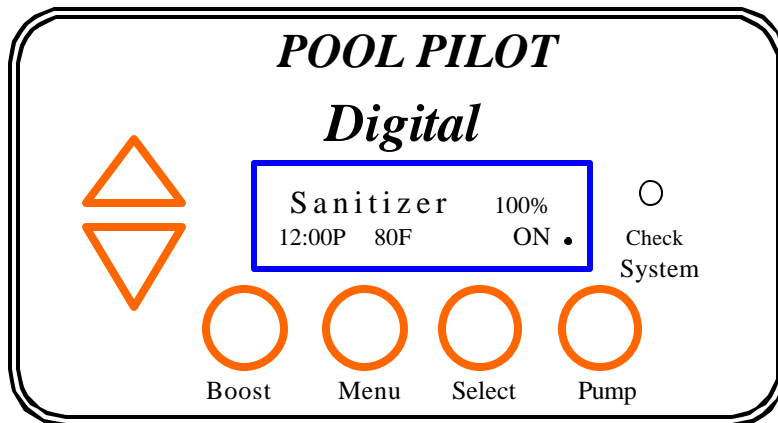 POOL PILOT
Digital
Sanitizer 100%
12:00P 80F ON .
Check
System
Boost Menu Select Pump